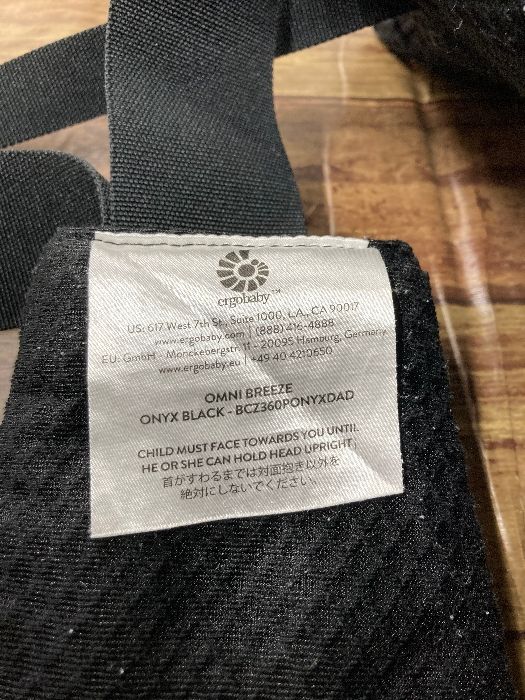 ergobaby™
US: 617 West 7th St., Suite 1000, L.A., CA 90017
www.ergobaby.com | (888) 416-4888
EU: GmbH - Mönckebergstr. 11 - 20095 Hamburg, Germany
www.ergobaby.eu | +49 40 4210650
OMNI BREEZE
ONYX BLACK - BCZ360PONYXDAD
CHILD MUST FACE TOWARDS YOU UNTIL
HE OR SHE CAN HOLD HEAD UPRIGHT,
首がすわるまでは対面抱き以外を
絶対にしないでください。